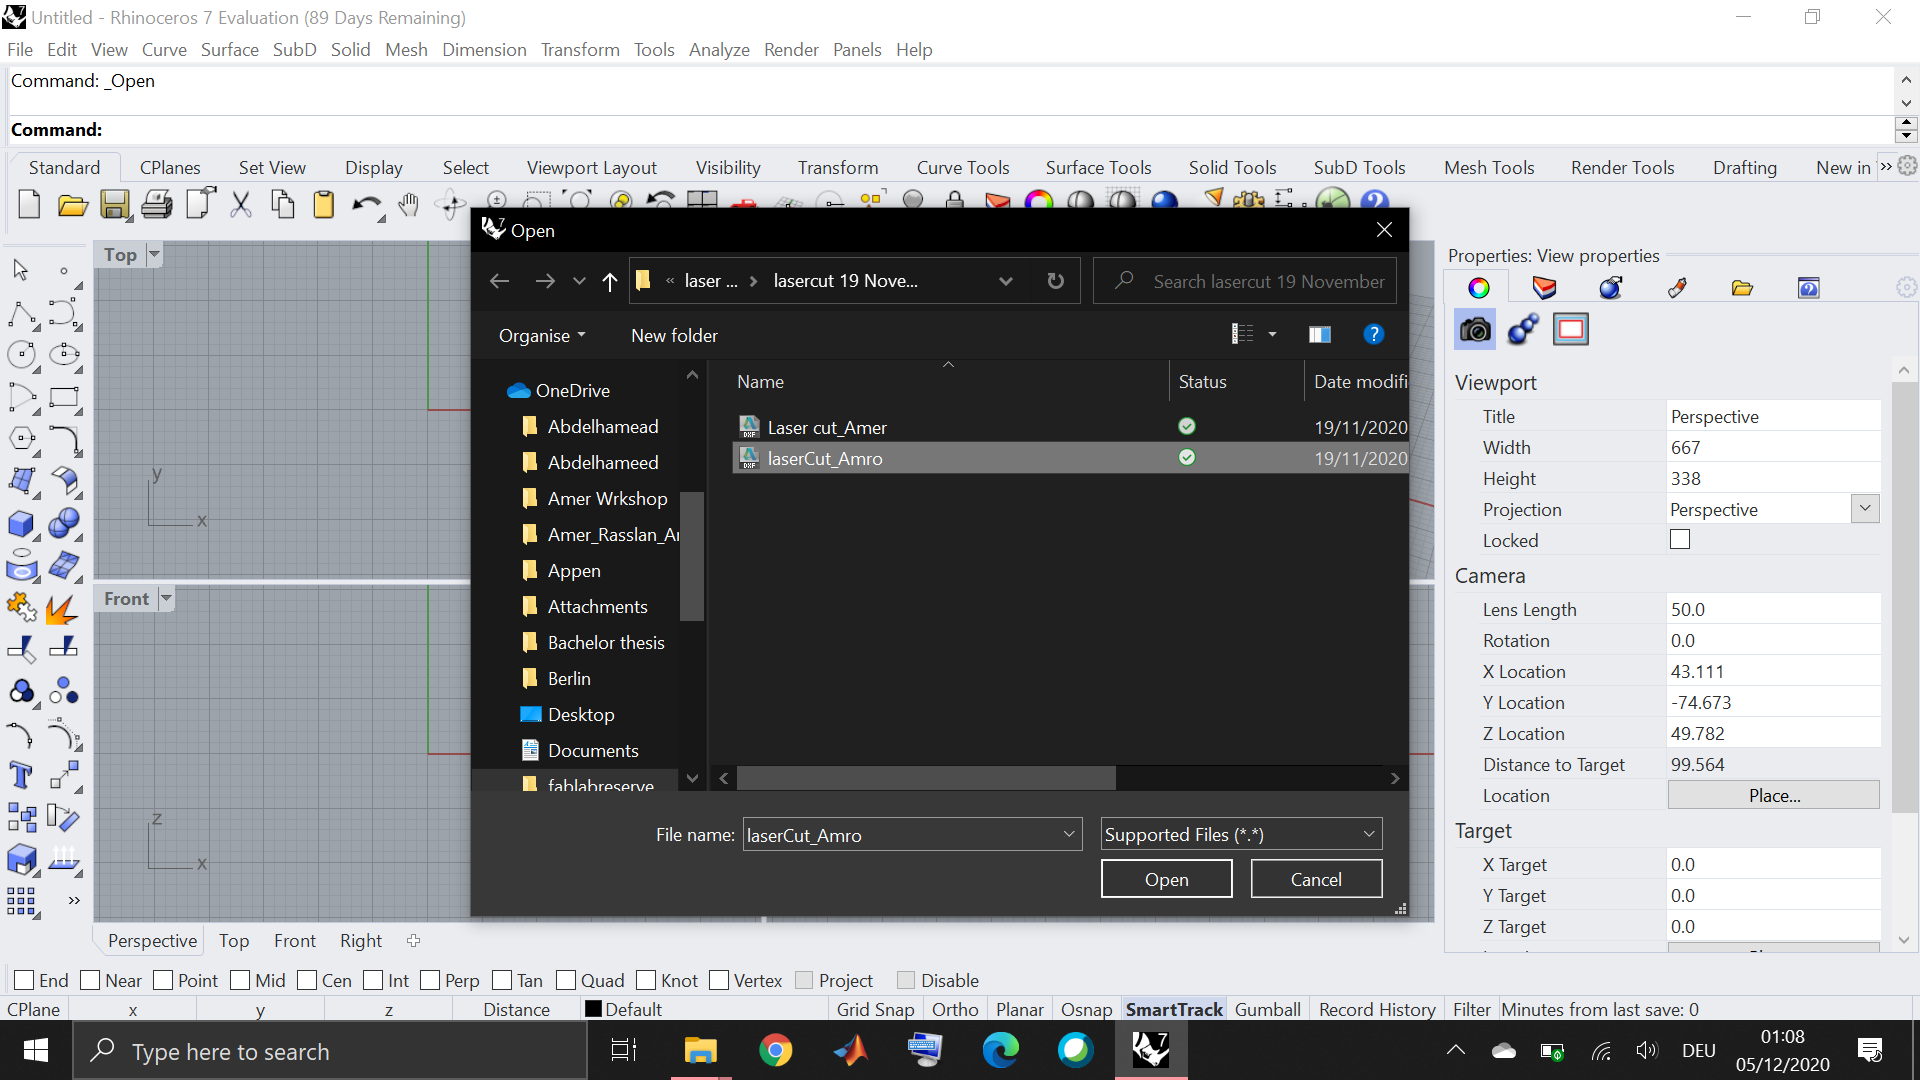 Untitled - Rhinoceros 7 Evaluation (89 Days Remaining)
File Edit View Curve Surface SubD Solid Mesh Dimension Transform Tools Analyze Render Panels Help
Command: _Open
Command:
Standard CPlanes Set View Display Select Viewport Layout Visibility Transform Curve Tools Surface Tools Solid Tools SubD Tools Mesh Tools Render Tools Drafting New in »
Open
« laser ... > lasercut 19 Nove...
Search lasercut 19 November
Organise
New folder
OneDrive
Abdelhamead
Abdelhameed
Amer Wrkshop
Amer_Rasslan_Ar
Appen
Attachments
Bachelor thesis
Berlin
Desktop
Documents
fablabreserve
Name Status Date modifi
Laser cut_Amer 19/11/2020
laserCut_Amro 19/11/2020
File name: laserCut_Amro
Supported Files (*.*)
Open
Cancel
Top
y
x
Front
z
x
Properties: View properties
Viewport
Title Perspective
Width 667
Height 338
Projection Perspective
Locked
Camera
Lens Length 50.0
Rotation 0.0
X Location 43.111
Y Location -74.673
Z Location 49.782
Distance to Target 99.564
Location Place...
Target
X Target 0.0
Y Target 0.0
Z Target 0.0
Perspective Top Front Right
End Near Point Mid Cen Int Perp Tan Quad Knot Vertex Project Disable
CPlane x y z Distance Default Grid Snap Ortho Planar Osnap SmartTrack Gumball Record History Filter Minutes from last save: 0
Type here to search
DEU
01:08
05/12/2020